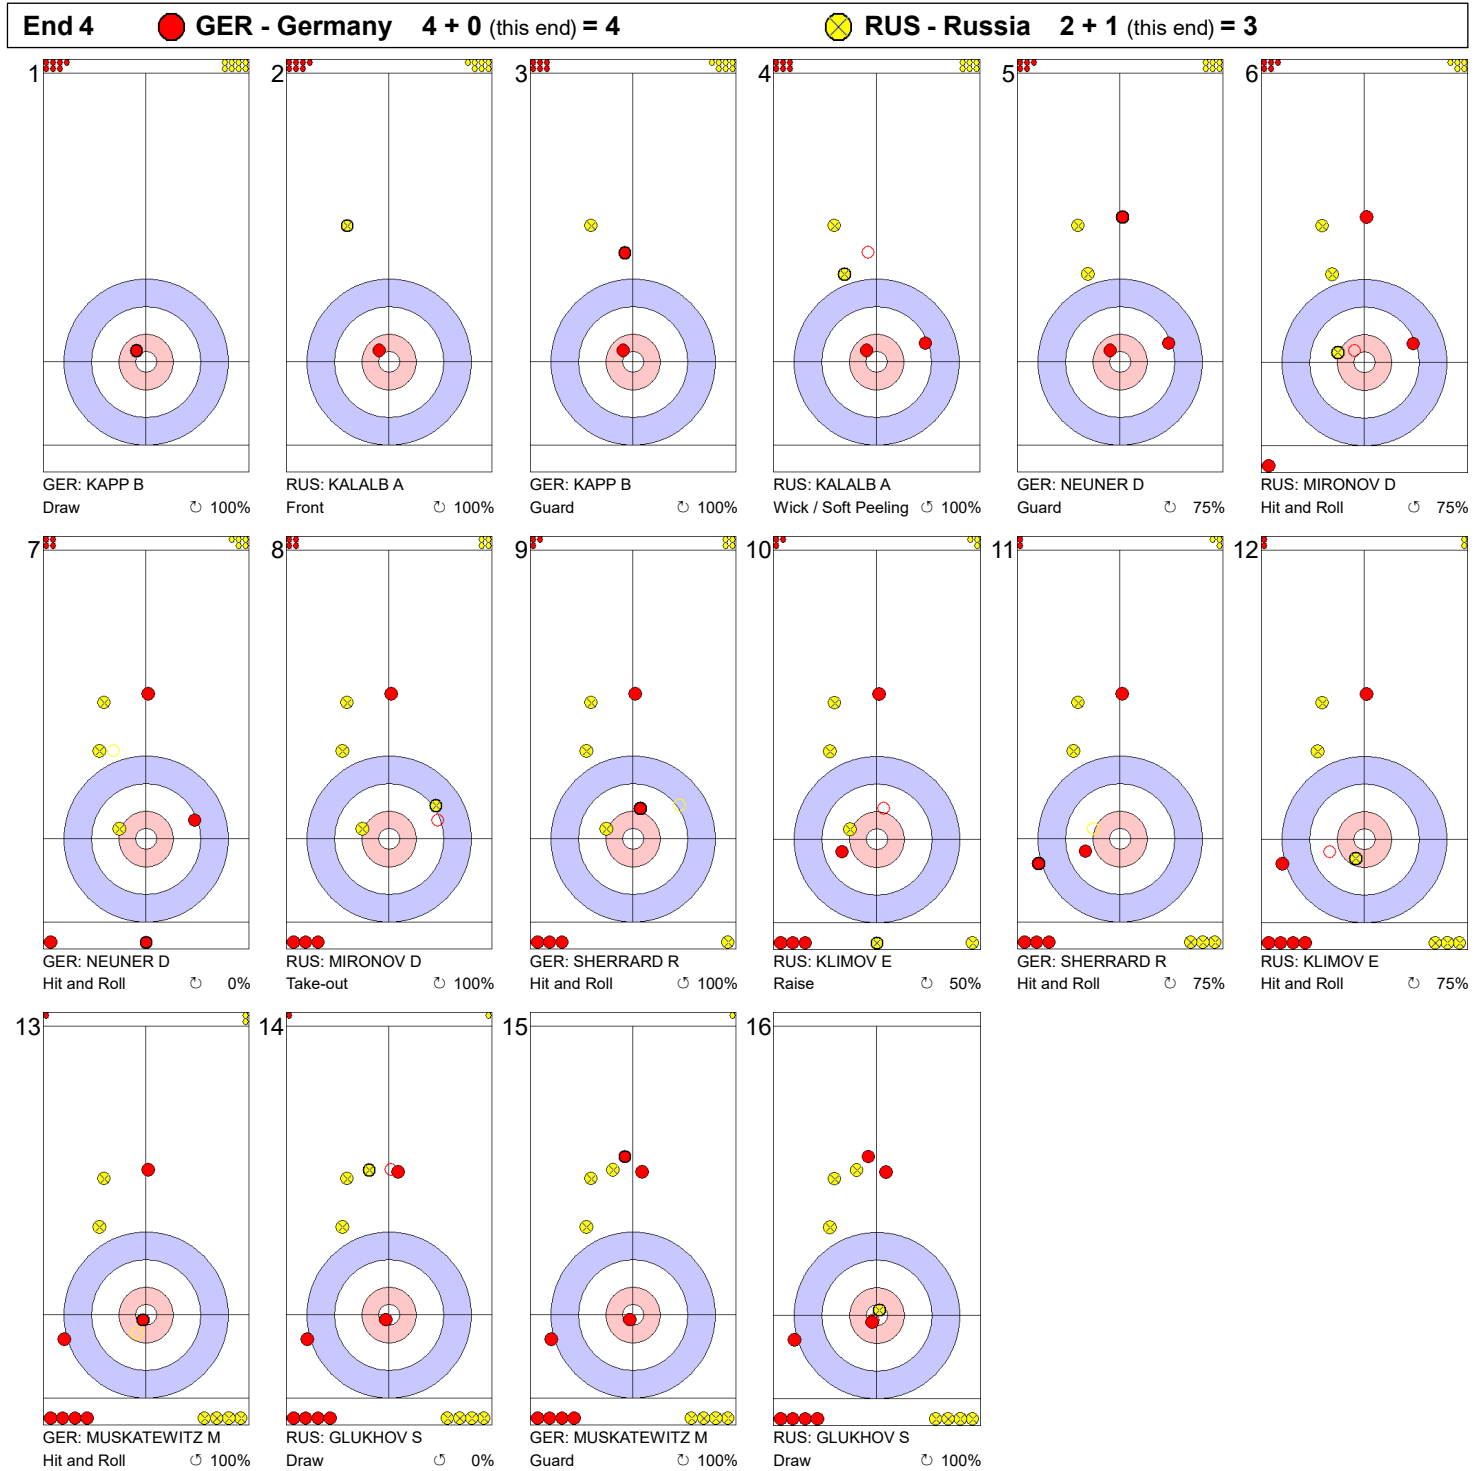 End 4 GER - Germany 4 + 0 (this end) = 4 RUS - Russia 2 + 1 (this end) = 3
1 2 3 4 5 6
GER: KAPP B
Draw ↻ 100%
RUS: KALALB A
Front ↻ 100%
GER: KAPP B
Guard ↻ 100%
RUS: KALALB A
Wick / Soft Peeling ↺ 100%
GER: NEUNER D
Guard ↻ 75%
RUS: MIRONOV D
Hit and Roll ↻ 75%
7 8 9 10 11 12
GER: NEUNER D
Hit and Roll ↻ 0%
RUS: MIRONOV D
Take-out ↻ 100%
GER: SHERRARD R
Hit and Roll ↺ 100%
RUS: KLIMOV E
Raise ↻ 50%
GER: SHERRARD R
Hit and Roll ↻ 75%
RUS: KLIMOV E
Hit and Roll ↻ 75%
13 14 15 16
GER: MUSKATEWITZ M
Hit and Roll ↺ 100%
RUS: GLUKHOV S
Draw ↺ 0%
GER: MUSKATEWITZ M
Guard ↻ 100%
RUS: GLUKHOV S
Draw ↻ 100%